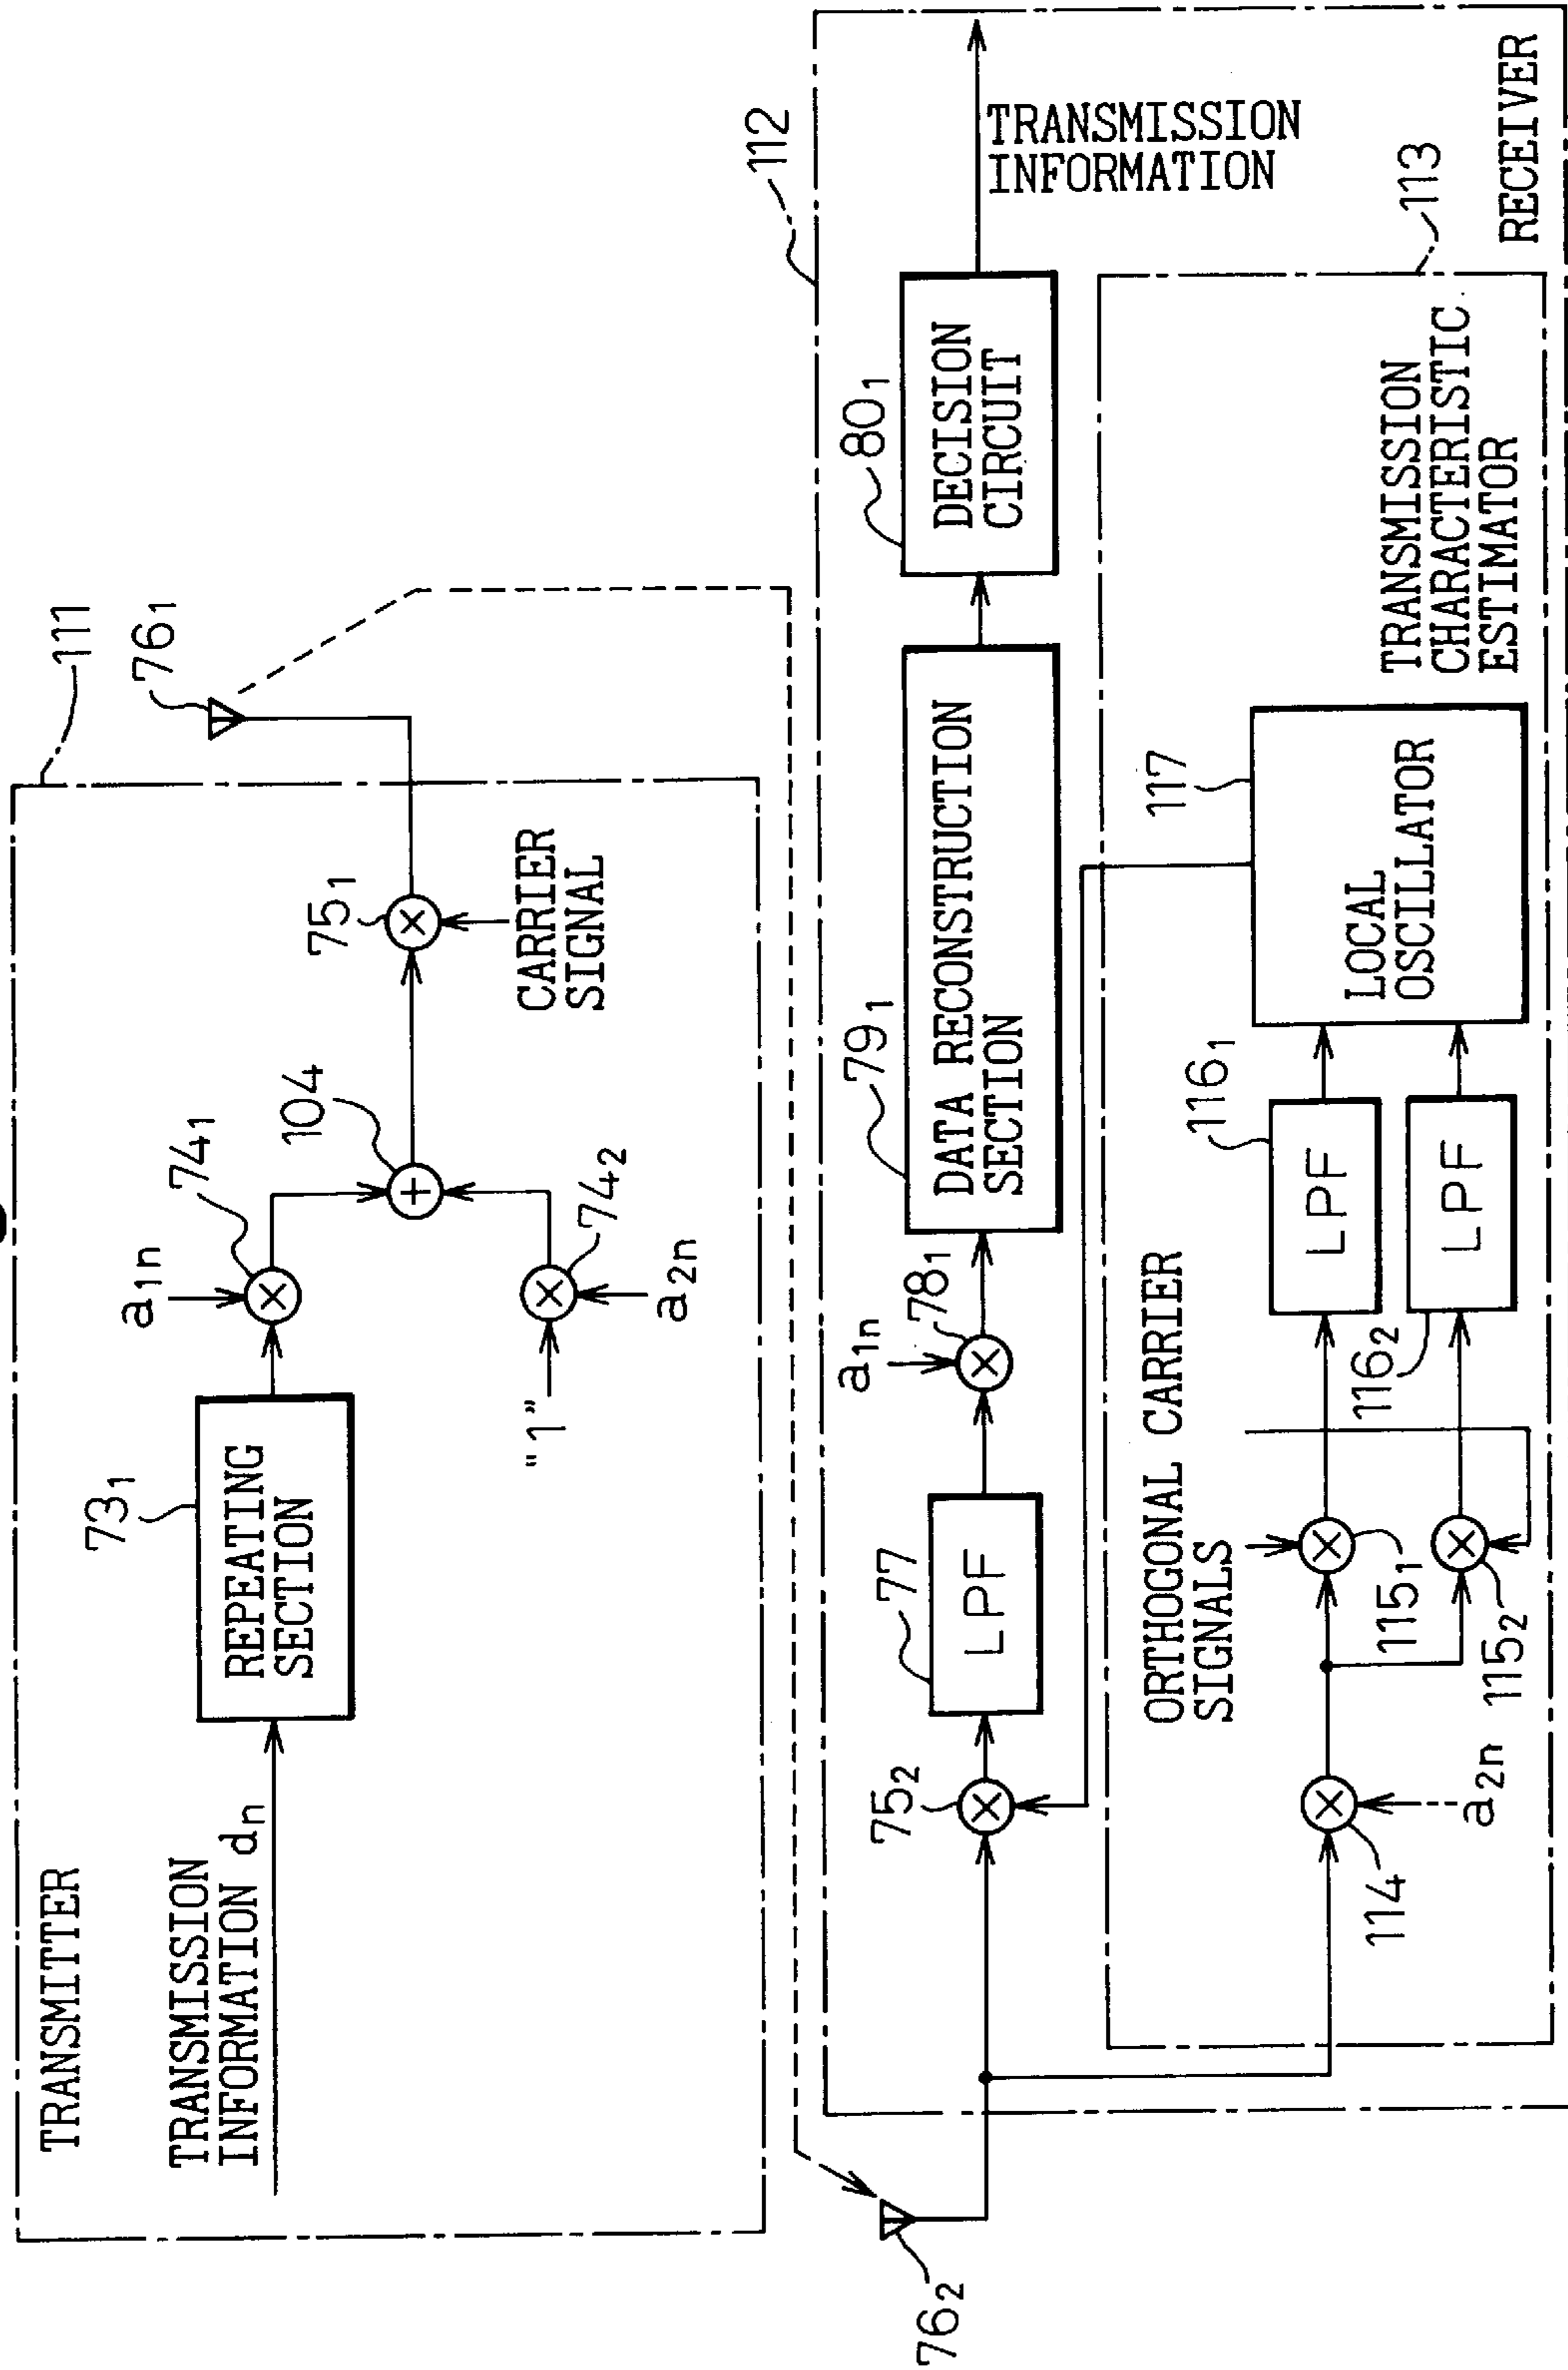 TRANSMITTER
111
TRANSMISSION
INFORMATION dn
73₁
REPEATING
SECTION
a1n
74₁
104
"1"
74₂
a2n
75₁
CARRIER
SIGNAL
76₁
76₂
112
75₂
77
LPF
a1n
78₁
79₁
DATA RECONSTRUCTION
SECTION
80₁
DECISION
CIRCUIT
TRANSMISSION
INFORMATION
ORTHOGONAL CARRIER
SIGNALS
114
a2n
115₁
115₂
116₁
LPF
116₂
LPF
117
LOCAL
OSCILLATOR
TRANSMISSION
CHARACTERISTIC
ESTIMATOR
113
RECEIVER